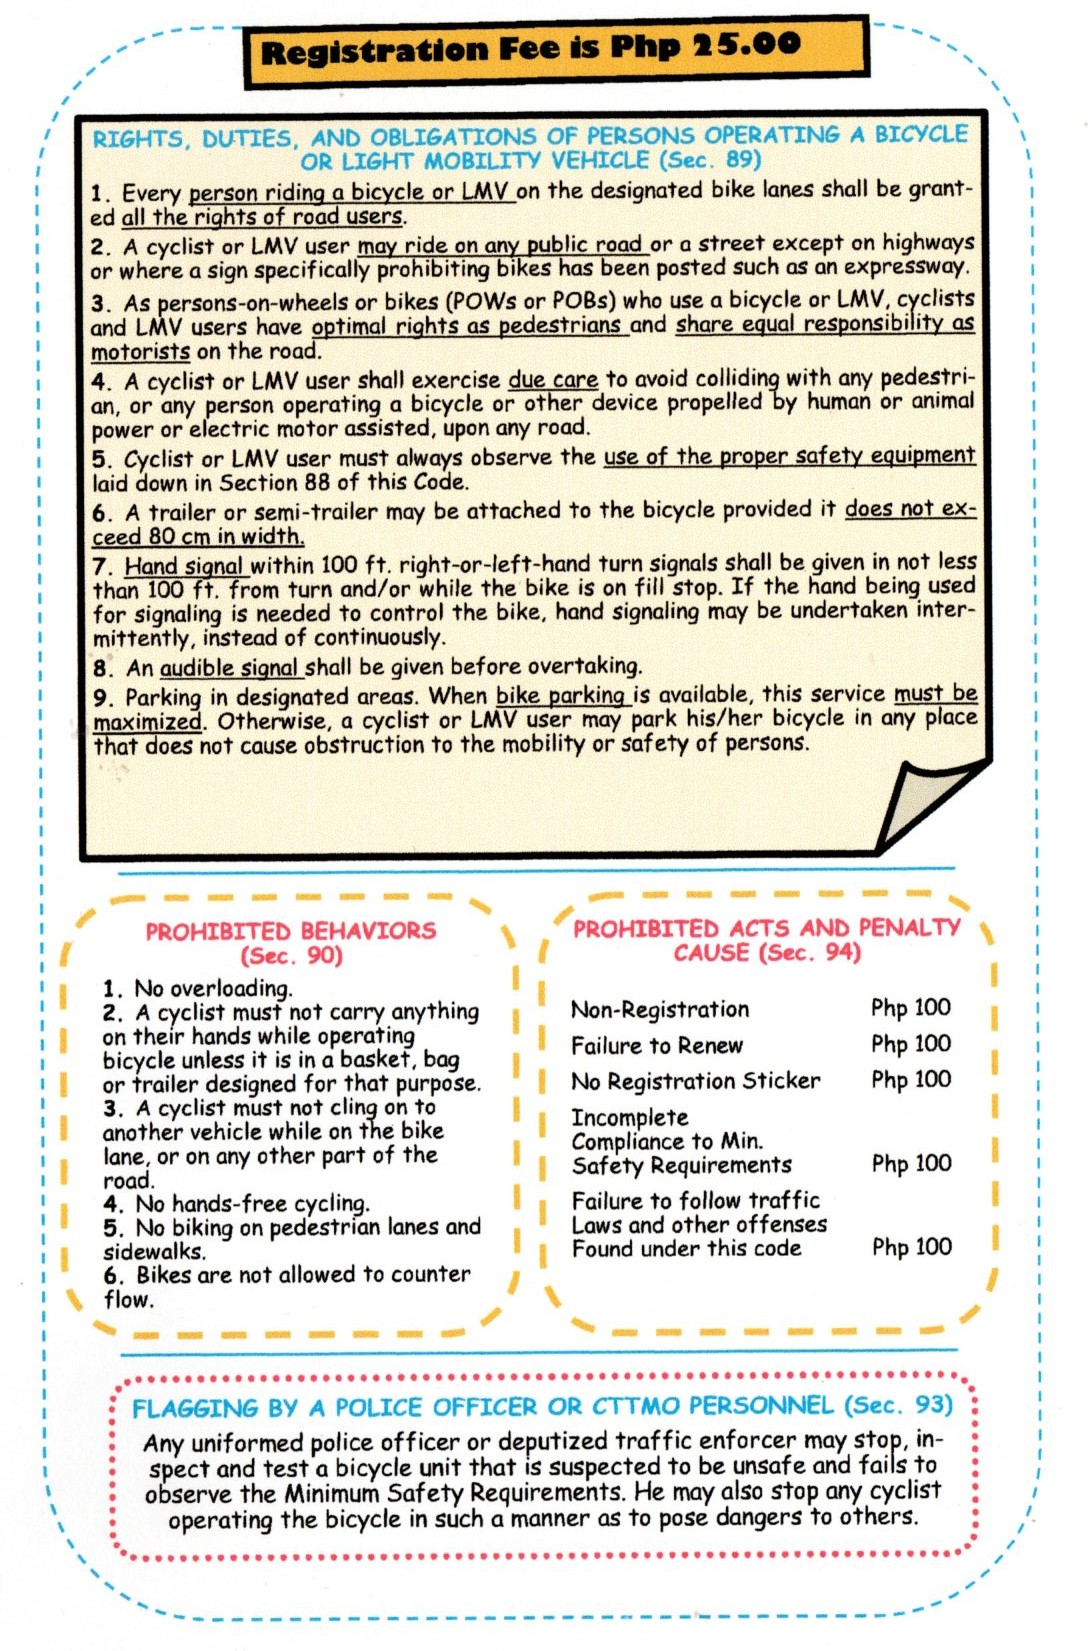 Registration Fee is Php 25.00
RIGHTS, DUTIES, AND OBLIGATIONS OF PERSONS OPERATING A BICYCLE
OR LIGHT MOBILITY VEHICLE (Sec. 89)
1. Every person riding a bicycle or LMV on the designated bike lanes shall be grant-
ed all the rights of road users.
2. A cyclist or LMV user may ride on any public road or a street except on highways
or where a sign specifically prohibiting bikes has been posted such as an expressway.
3. As persons-on-wheels or bikes (POWs or POBs) who use a bicycle or LMV, cyclists
and LMV users have optimal rights as pedestrians and share equal responsibility as
motorists on the road.
4. A cyclist or LMV user shall exercise due care to avoid colliding with any pedestri-
an, or any person operating a bicycle or other device propelled by human or animal
power or electric motor assisted, upon any road.
5. Cyclist or LMV user must always observe the use of the proper safety equipment
laid down in Section 88 of this Code.
6. A trailer or semi-trailer may be attached to the bicycle provided it does not ex-
ceed 80 cm in width.
7. Hand signal within 100 ft. right-or-left-hand turn signals shall be given in not less
than 100 ft. from turn and/or while the bike is on fill stop. If the hand being used
for signaling is needed to control the bike, hand signaling may be undertaken inter-
mittently, instead of continuously.
8. An audible signal shall be given before overtaking.
9. Parking in designated areas. When bike parking is available, this service must be
maximized. Otherwise, a cyclist or LMV user may park his/her bicycle in any place
that does not cause obstruction to the mobility or safety of persons.
PROHIBITED BEHAVIORS
(Sec. 90)
1. No overloading.
2. A cyclist must not carry anything
on their hands while operating
bicycle unless it is in a basket, bag
or trailer designed for that purpose.
3. A cyclist must not cling on to
another vehicle while on the bike
lane, or on any other part of the
road.
4. No hands-free cycling.
5. No biking on pedestrian lanes and
sidewalks.
6. Bikes are not allowed to counter
flow.
PROHIBITED ACTS AND PENALTY
CAUSE (Sec. 94)
Non-Registration Php 100
Failure to Renew Php 100
No Registration Sticker Php 100
Incomplete
Compliance to Min.
Safety Requirements Php 100
Failure to follow traffic
Laws and other offenses
Found under this code Php 100
FLAGGING BY A POLICE OFFICER OR CTTMO PERSONNEL (Sec. 93)
Any uniformed police officer or deputized traffic enforcer may stop, in-
spect and test a bicycle unit that is suspected to be unsafe and fails to
observe the Minimum Safety Requirements. He may also stop any cyclist
operating the bicycle in such a manner as to pose dangers to others.